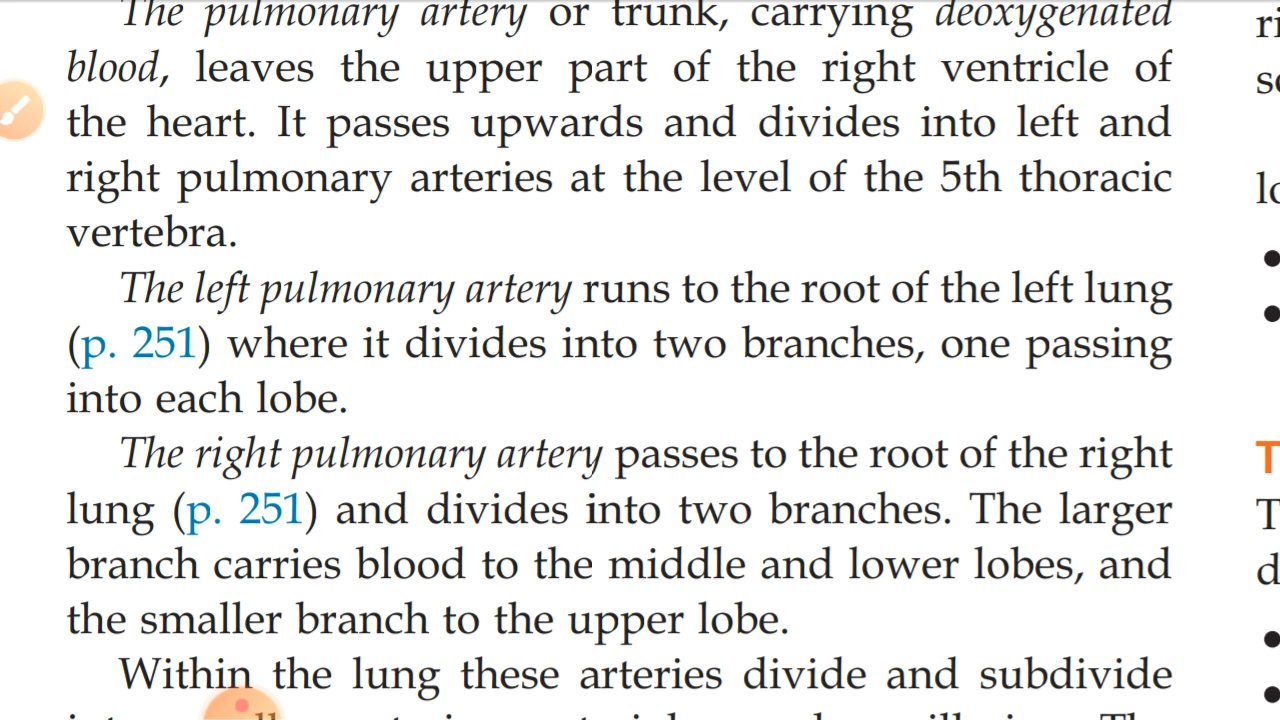 The pulmonary artery or trunk, carrying deoxygenated
blood, leaves the upper part of the right ventricle of
the heart. It passes upwards and divides into left and
right pulmonary arteries at the level of the 5th thoracic
vertebra.
The left pulmonary artery runs to the root of the left lung
(p. 251) where it divides into two branches, one passing
into each lobe.
The right pulmonary artery passes to the root of the right
lung (p. 251) and divides into two branches. The larger
branch carries blood to the middle and lower lobes, and
the smaller branch to the upper lobe.
Within the lung these arteries divide and subdivide